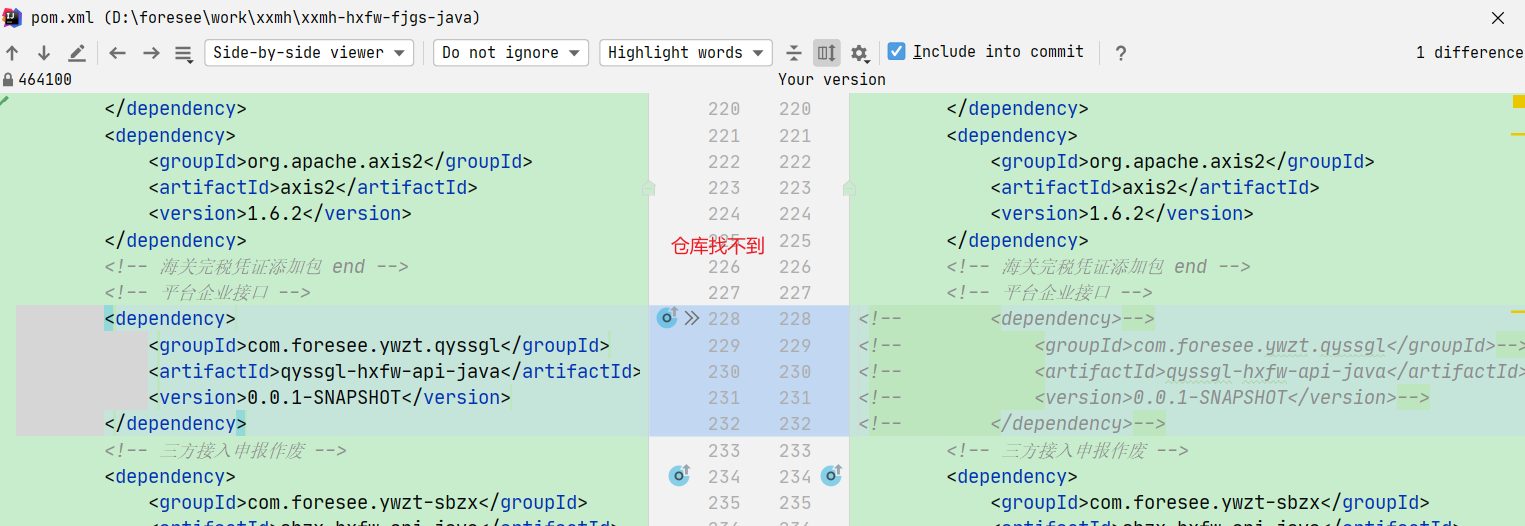 pom.xml (D:\foresee\work\xxmh\xxmh-hxfw-fjgs-java)
Side-by-side viewer Do not ignore Highlight words Include into commit ? 1 difference
464100 Your version
</dependency> 220 220 </dependency>
<dependency> 221 221 <dependency>
<groupId>org.apache.axis2</groupId> 222 222 <groupId>org.apache.axis2</groupId>
<artifactId>axis2</artifactId> 223 223 <artifactId>axis2</artifactId>
<version>1.6.2</version> 224 224 <version>1.6.2</version>
</dependency> 225 225 </dependency>
仓库找不到
<!-- 海关完税凭证添加包 end --> 226 226 <!-- 海关完税凭证添加包 end -->
<!-- 平台企业接口 --> 227 227 <!-- 平台企业接口 -->
<dependency> 228 228 <!-- <dependency>-->
<groupId>com.foresee.ywzt.qyssgl</groupId> 229 229 <!-- <groupId>com.foresee.ywzt.qyssgl</groupId>-->
<artifactId>qyssgl-hxfw-api-java</artifactId> 230 230 <!-- <artifactId>qyssgl-hxfw-api-java</artifactId>
<version>0.0.1-SNAPSHOT</version> 231 231 <!-- <version>0.0.1-SNAPSHOT</version>-->
</dependency> 232 232 <!-- </dependency>-->
<!-- 三方接入申报作废 --> 233 233 <!-- 三方接入申报作废 -->
<dependency> 234 234 <dependency>
<groupId>com.foresee.ywzt-sbzx</groupId> 235 235 <groupId>com.foresee.ywzt-sbzx</groupId>